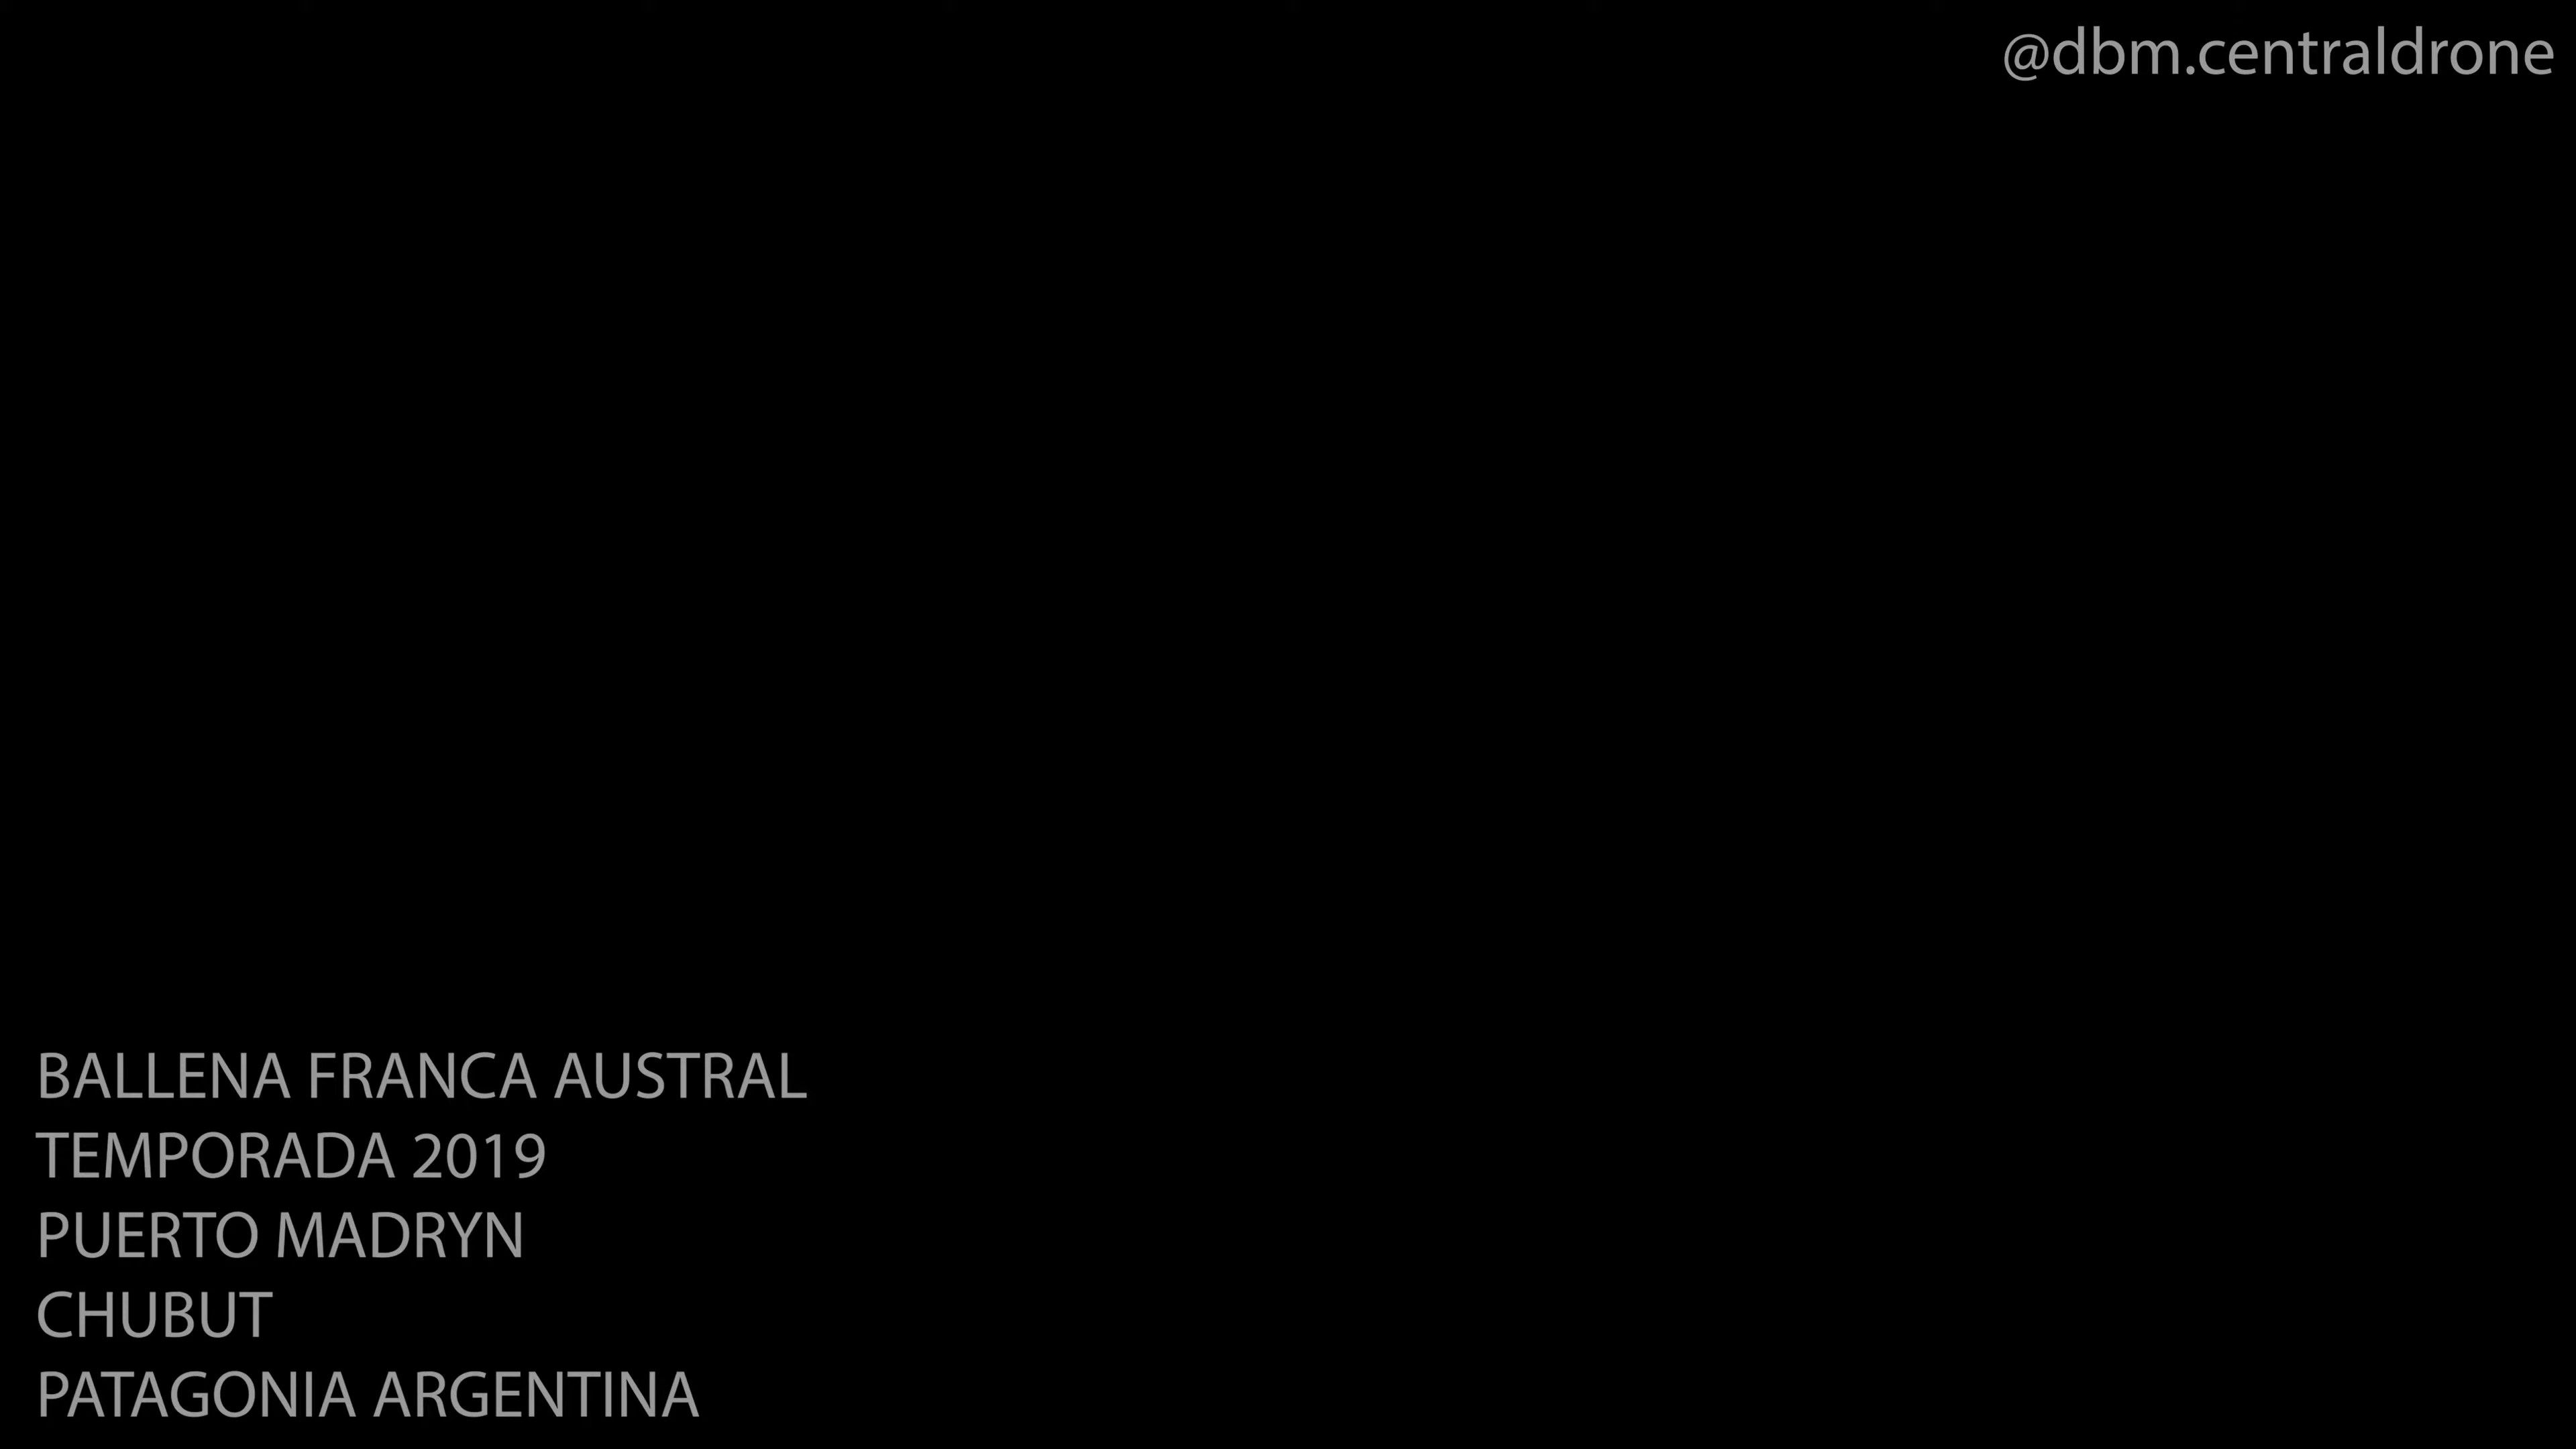 @dbm.centraldrone
BALLENA FRANCA AUSTRAL
TEMPORADA 2019
PUERTO MADRYN
CHUBUT
PATAGONIA ARGENTINA